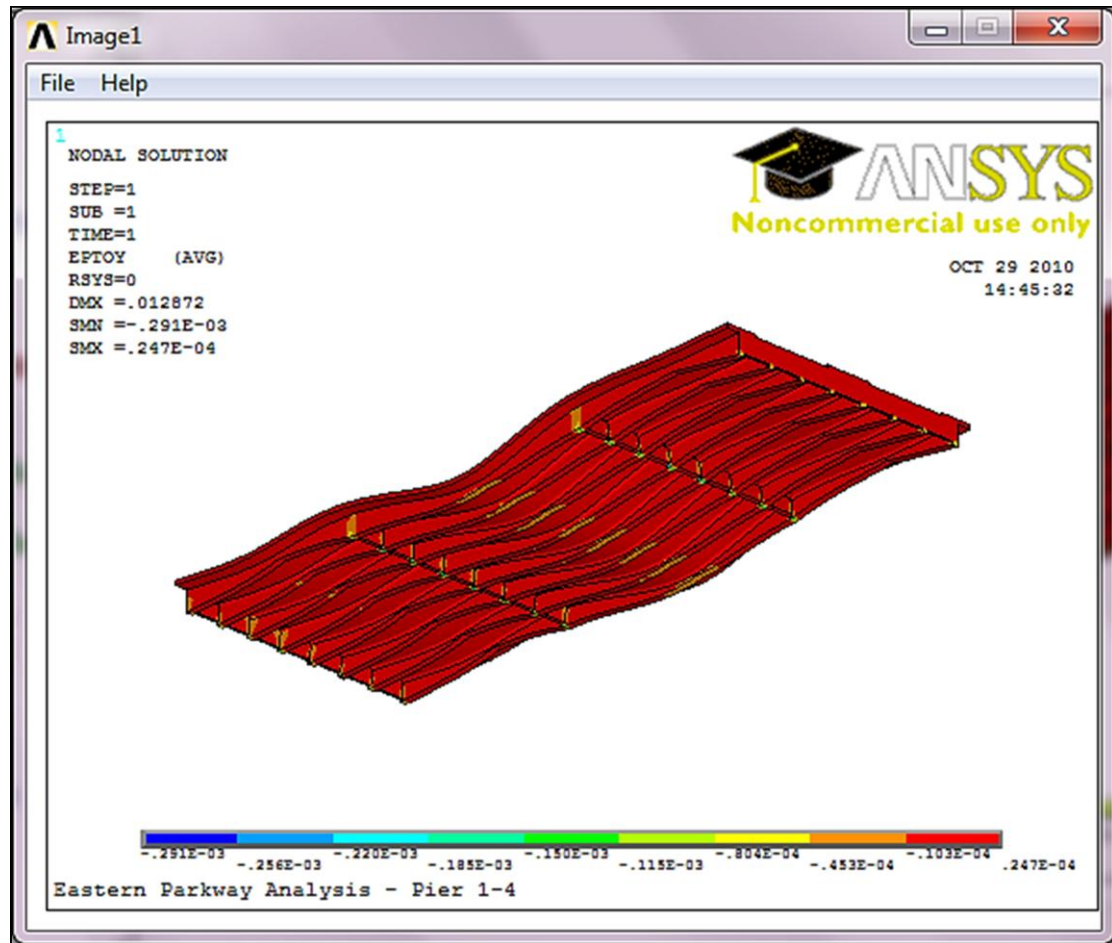 Image1
File Help
1
NODAL SOLUTION
STEP=1
SUB =1
TIME=1
EPTOY (AVG)
RSYS=0
DMX =.012872
SMN =-.291E-03
SMX =.247E-04
ANSYS
Noncommercial use only
OCT 29 2010
14:45:32
-.291E-03 -.220E-03 -.150E-03 -.804E-04 -.103E-04
-.256E-03 -.185E-03 -.115E-03 -.453E-04 .247E-04
Eastern Parkway Analysis - Pier 1-4